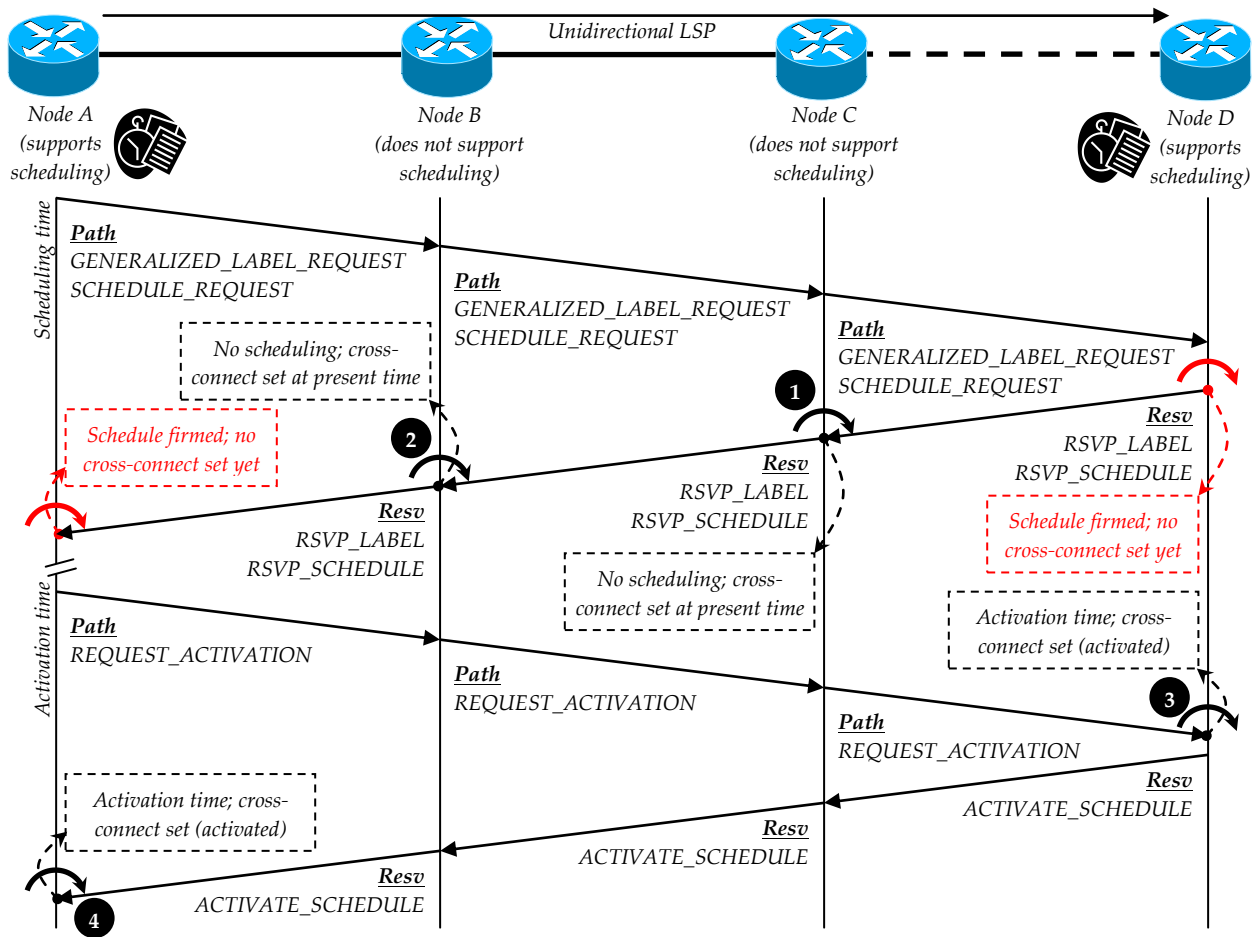 Unidirectional LSP
Node A
(supports
scheduling)
Node B
(does not support
scheduling)
Node C
(does not support
scheduling)
Node D
(supports
scheduling)
Scheduling time
Path
GENERALIZED_LABEL_REQUEST
SCHEDULE_REQUEST
Path
GENERALIZED_LABEL_REQUEST
SCHEDULE_REQUEST
Path
GENERALIZED_LABEL_REQUEST
SCHEDULE_REQUEST
No scheduling; cross-
connect set at present time
1
2
Schedule firmed; no
cross-connect set yet
Resv
RSVP_LABEL
RSVP_SCHEDULE
Resv
RSVP_LABEL
RSVP_SCHEDULE
Resv
RSVP_LABEL
RSVP_SCHEDULE
Schedule firmed; no
cross-connect set yet
No scheduling; cross-
connect set at present time
Activation time
Activation time; cross-
connect set (activated)
Path
REQUEST_ACTIVATION
Path
REQUEST_ACTIVATION
Path
REQUEST_ACTIVATION
3
Resv
ACTIVATE_SCHEDULE
Resv
ACTIVATE_SCHEDULE
Resv
ACTIVATE_SCHEDULE
Activation time; cross-
connect set (activated)
4